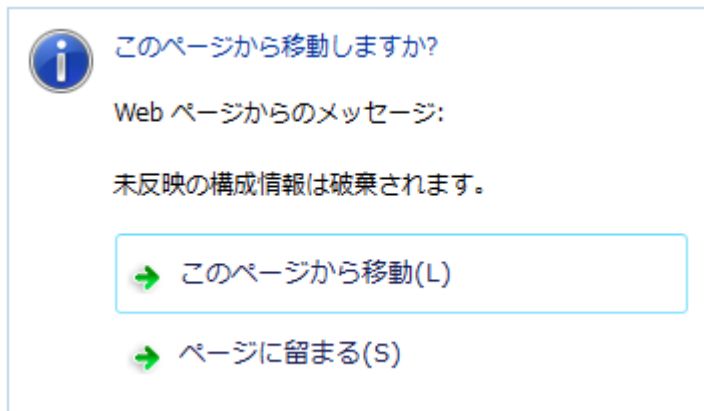 このページから移動しますか?
Web ページからのメッセージ:
未反映の構成情報は破棄されます。
このページから移動(L)
ページに留まる(S)